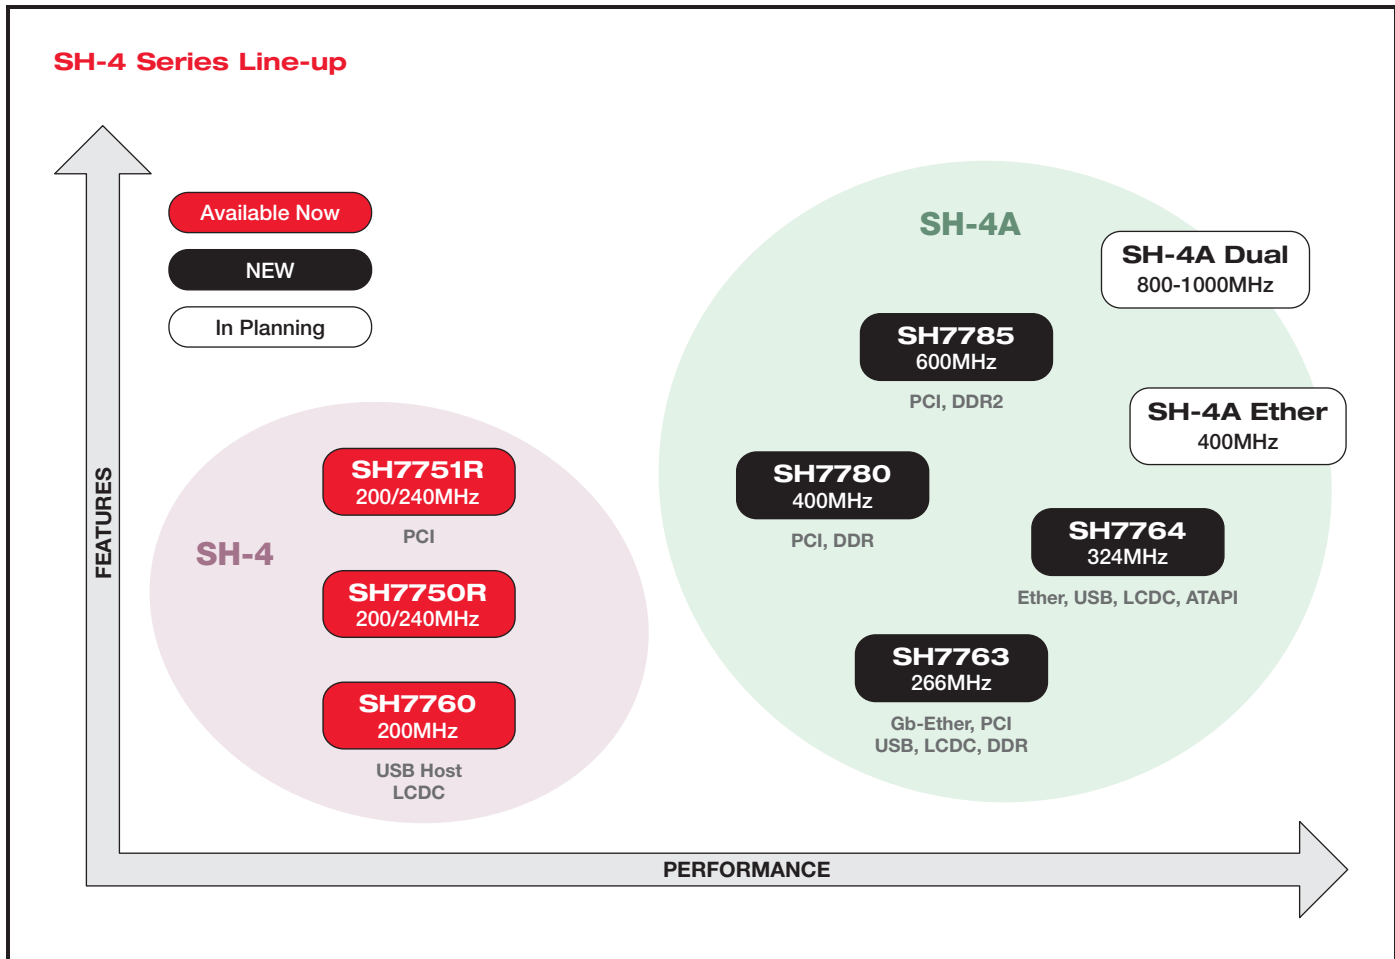 SH-4 Series Line-up
Available Now
NEW
In Planning
FEATURES
SH-4
SH7751R
200/240MHz
PCI
SH7750R
200/240MHz
SH7760
200MHz
USB Host
LCDC
SH-4A
SH-4A Dual
800-1000MHz
SH7785
600MHz
PCI, DDR2
SH-4A Ether
400MHz
SH7780
400MHz
PCI, DDR
SH7764
324MHz
Ether, USB, LCDC, ATAPI
SH7763
266MHz
Gb-Ether, PCI
USB, LCDC, DDR
PERFORMANCE